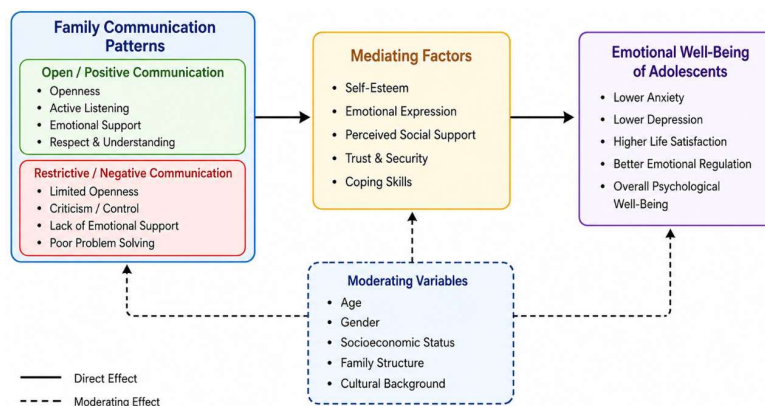 Family Communication
Patterns
Open / Positive Communication
• Openness
• Active Listening
• Emotional Support
• Respect & Understanding
Restrictive / Negative Communication
• Limited Openness
• Criticism / Control
• Lack of Emotional Support
• Poor Problem Solving
Mediating Factors
• Self-Esteem
• Emotional Expression
• Perceived Social Support
• Trust & Security
• Coping Skills
Emotional Well-Being
of Adolescents
• Lower Anxiety
• Lower Depression
• Higher Life Satisfaction
• Better Emotional Regulation
• Overall Psychological
Well-Being
Moderating Variables
• Age
• Gender
• Socioeconomic Status
• Family Structure
• Cultural Background
Direct Effect
Moderating Effect